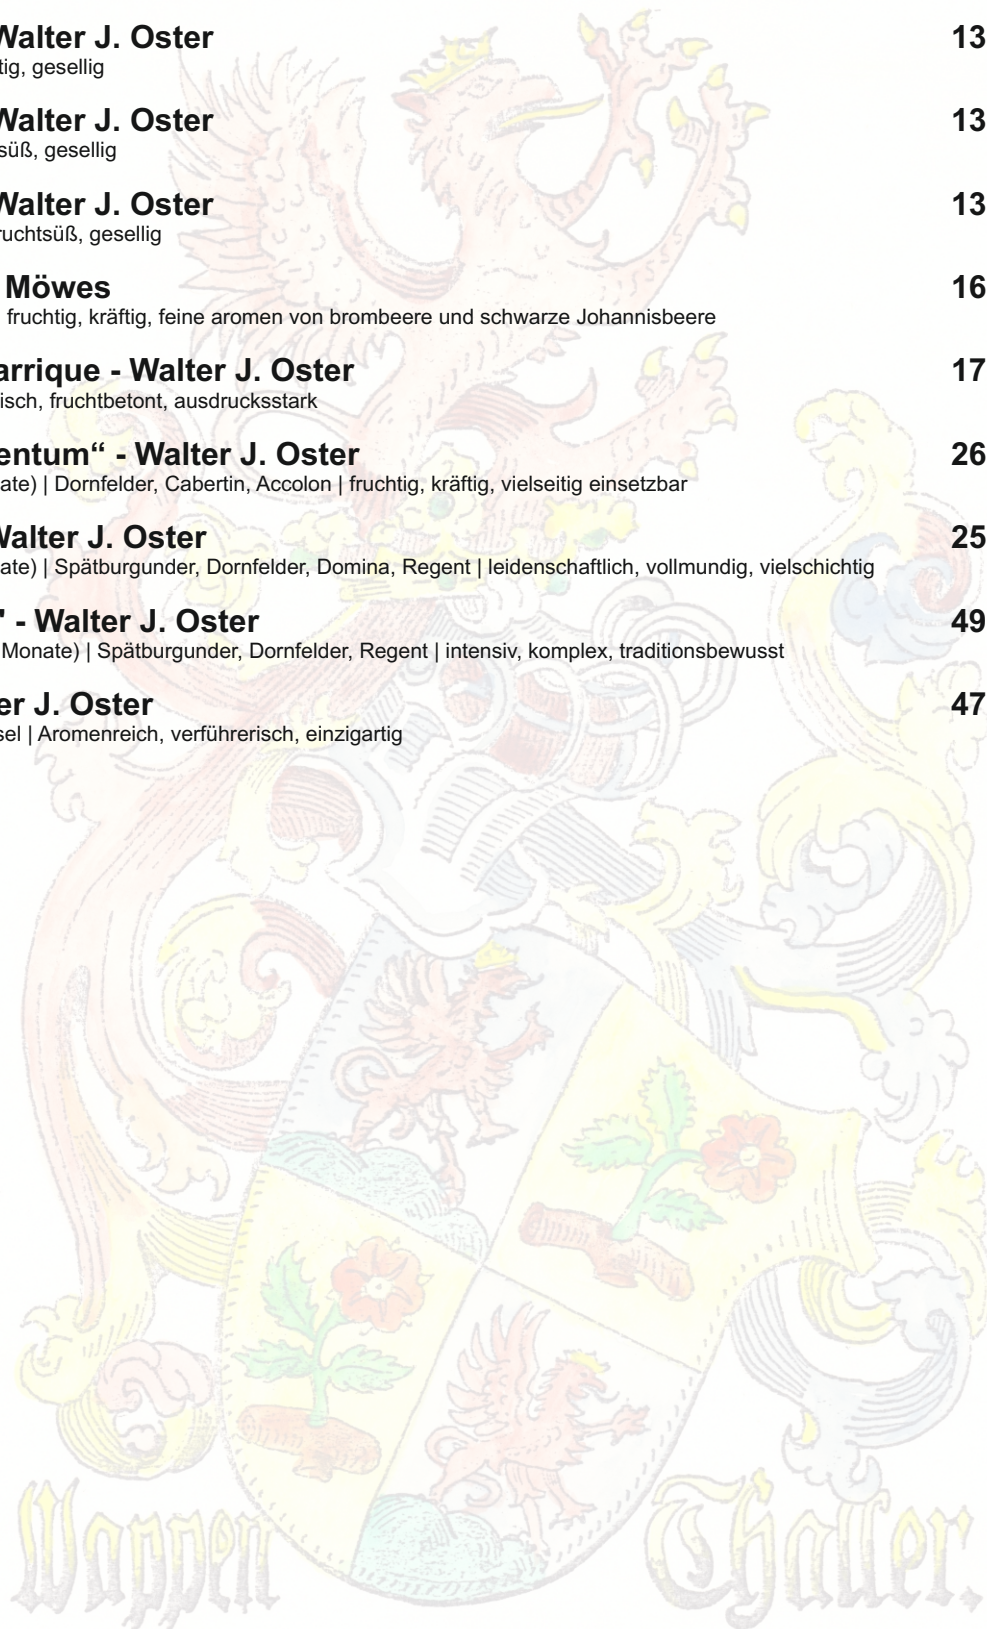 Walter J. Oster 13
tig, gesellig
Walter J. Oster 13
süß, gesellig
Walter J. Oster 13
ruchtsüß, gesellig
Möwes 16
fruchtig, kräftig, feine aromen von brombeere und schwarze Johannisbeere
arrique - Walter J. Oster 17
isch, fruchtbetont, ausdrucksstark
entum“ - Walter J. Oster 26
ate) | Dornfelder, Cabertin, Accolon | fruchtig, kräftig, vielseitig einsetzbar
Walter J. Oster 25
ate) | Spätburgunder, Dornfelder, Domina, Regent | leidenschaftlich, vollmundig, vielschichtig
" - Walter J. Oster 49
Monate) | Spätburgunder, Dornfelder, Regent | intensiv, komplex, traditionsbewusst
er J. Oster 47
sel | Aromenreich, verführerisch, einzigartig
Wappen Thaller.